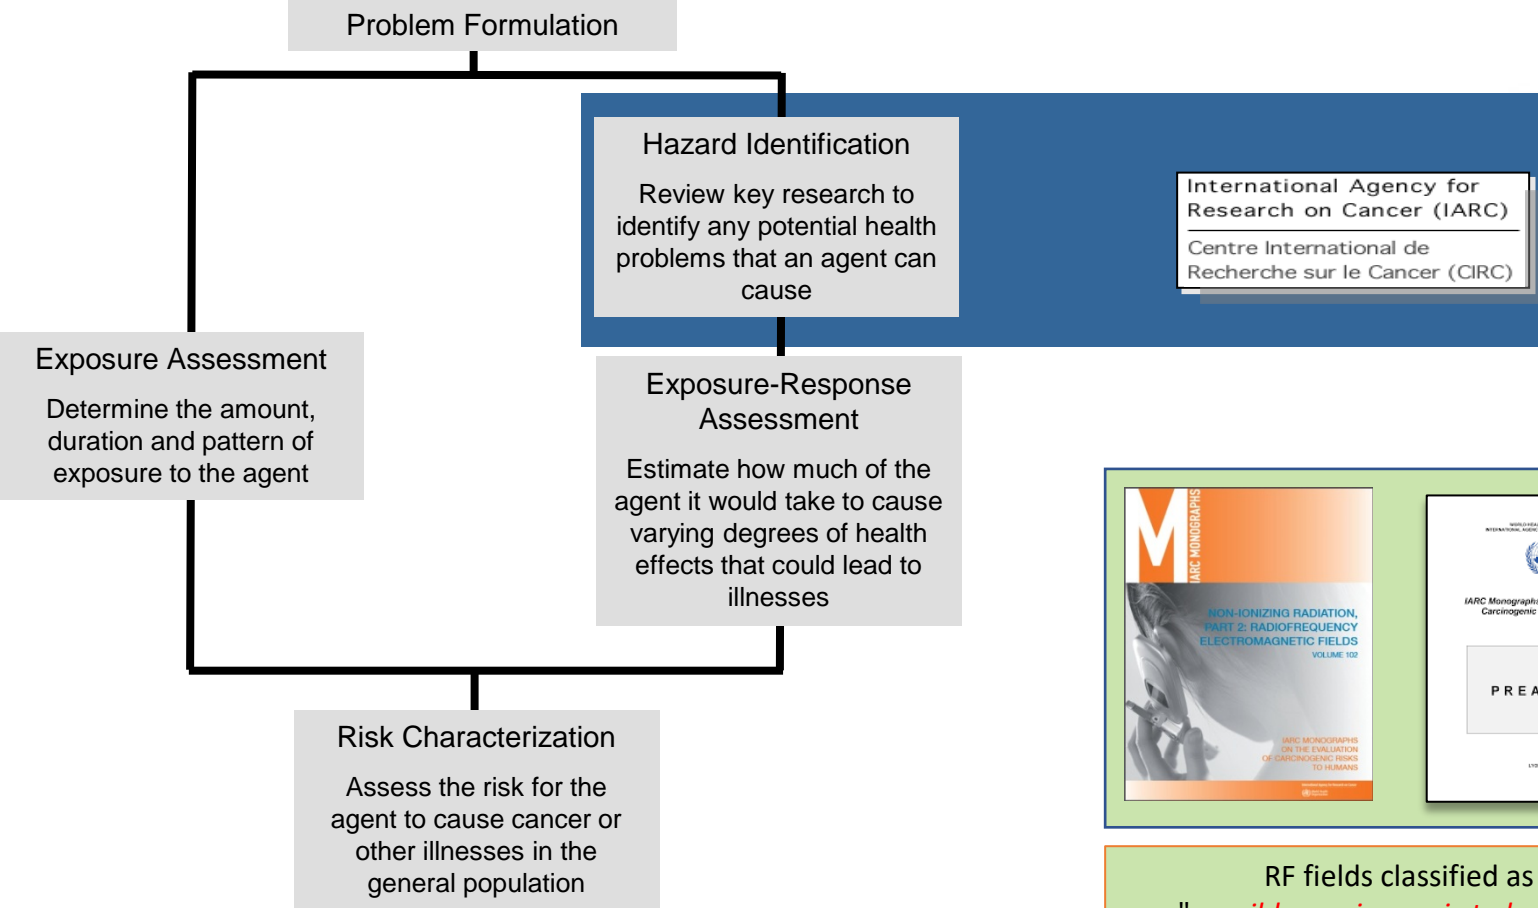 Problem Formulation
Hazard Identification
Review key research to
identify any potential health
problems that an agent can
cause
International Agency for
Research on Cancer (IARC)
Centre International de
Recherche sur le Cancer (CIRC)
Exposure Assessment
Determine the amount,
duration and pattern of
exposure to the agent
Exposure-Response
Assessment
Estimate how much of the
agent it would take to cause
varying degrees of health
effects that could lead to
illnesses
Risk Characterization
Assess the risk for the
agent to cause cancer or
other illnesses in the
general population
M
IARC MONOGRAPHS
NON-IONIZING RADIATION,
PART 2: RADIOFREQUENCY
ELECTROMAGNETIC FIELDS
VOLUME 102
IARC MONOGRAPHS
ON THE EVALUATION
OF CARCINOGENIC RISKS
TO HUMANS
IARC Monographs
Carcinogenic
PREA
RF fields classified as